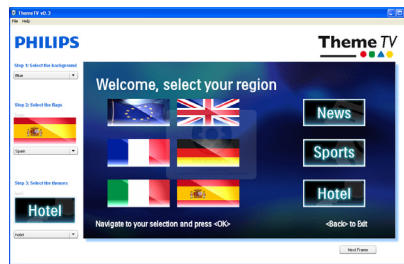 Theme TV v0.3
File Help
PHILIPS
Theme TV
Step 1: Select the background
Blue
Welcome, select your region
Step 2: Select the flags
Spain
News
Sports
Step 3: Select the themes
Hotel
Hotel
Hotel
Navigate to your selection and press <OK>
<Back> to Exit
Next Frame